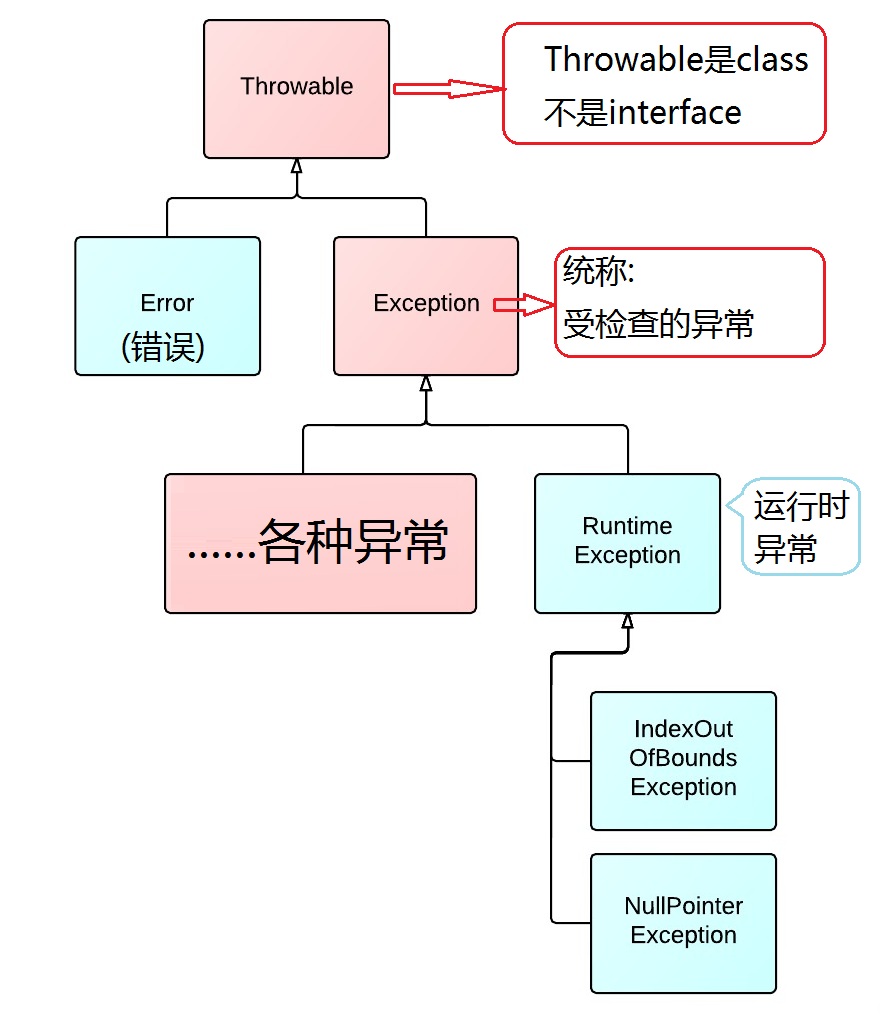 Throwable
Throwable是class
不是interface
Error
(错误)
Exception
统称:
受检查的异常
......各种异常
Runtime
Exception
运行时
异常
IndexOut
OfBounds
Exception
NullPointer
Exception